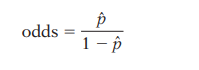 odds = p̂ / (1 − p̂)